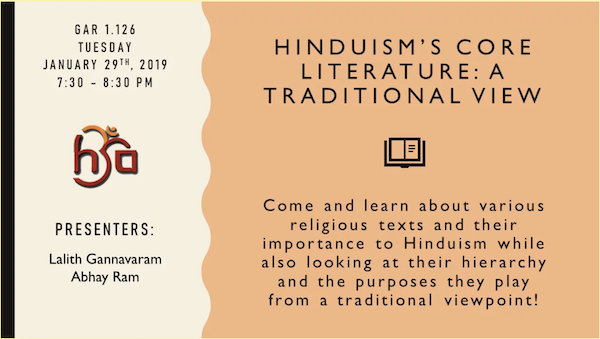 GAR 1.126
TUESDAY
JANUARY 29TH, 2019
7:30 – 8:30 PM
hsa
PRESENTERS:
Lalith Gannavaram
Abhay Ram
HINDUISM'S CORE
LITERATURE: A
TRADITIONAL VIEW
Come and learn about various
religious texts and their
importance to Hinduism while
also looking at their hierarchy
and the purposes they play
from a traditional viewpoint!